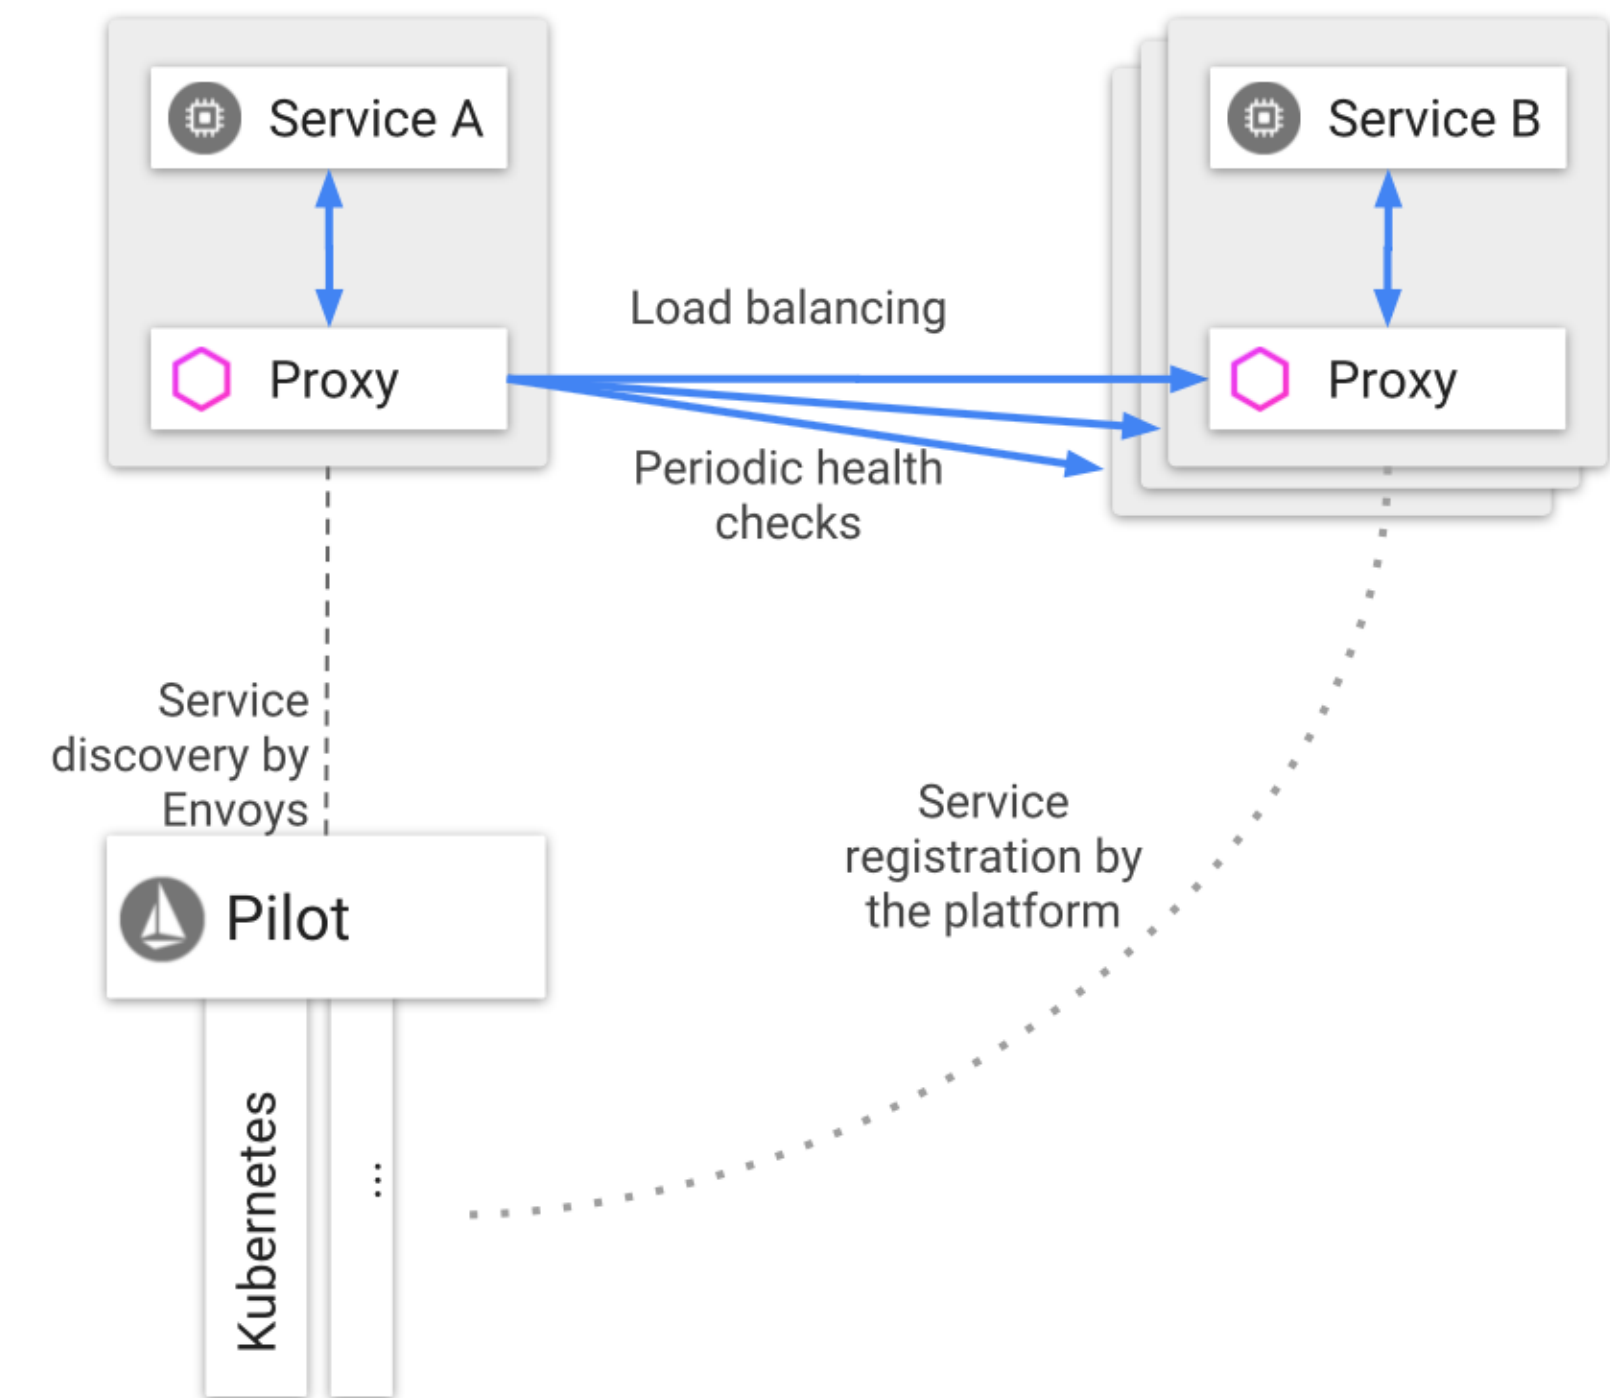 Service A
Service B
Load balancing
Proxy
Proxy
Periodic health
checks
Service
discovery by
Envoys
Service
registration by
the platform
Pilot
Kubernetes
...